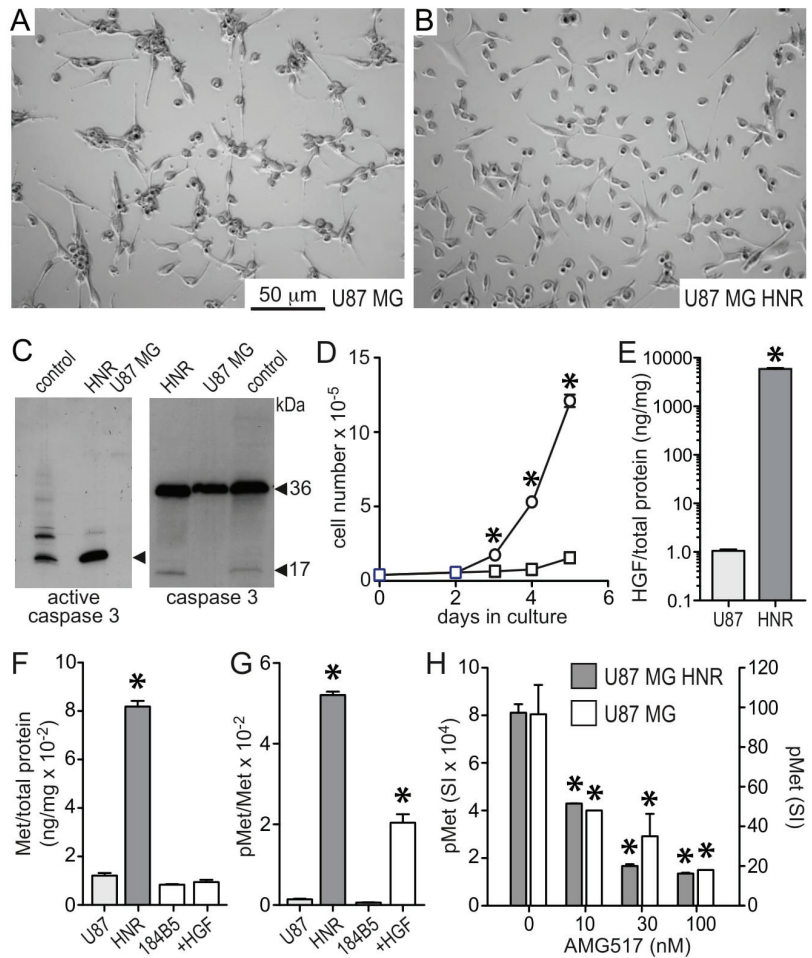 A
50 µm
U87 MG
B
U87 MG HNR
C
control
HNR
U87 MG
active
caspase 3
HNR
U87 MG
control
kDa
36
17
caspase 3
D
cell number x 10⁻⁵
15
10
5
0
0
2
4
6
days in culture
*
*
*
E
HGF/total protein (ng/mg)
10000
1000
100
10
1.0
0.1
*
U87
HNR
F
Met/total protein
(ng/mg x 10⁻²)
10
8
6
4
2
0
*
U87
HNR
184B5
+HGF
G
pMet/Met x 10⁻²
6
4
2
0
*
*
U87
HNR
184B5
+HGF
H
U87 MG HNR
U87 MG
pMet (SI x 10⁴)
10
8
6
4
2
0
* *
* *
* *
0
10
30
100
AMG517 (nM)
120
100
80
60
40
20
0
pMet (SI)